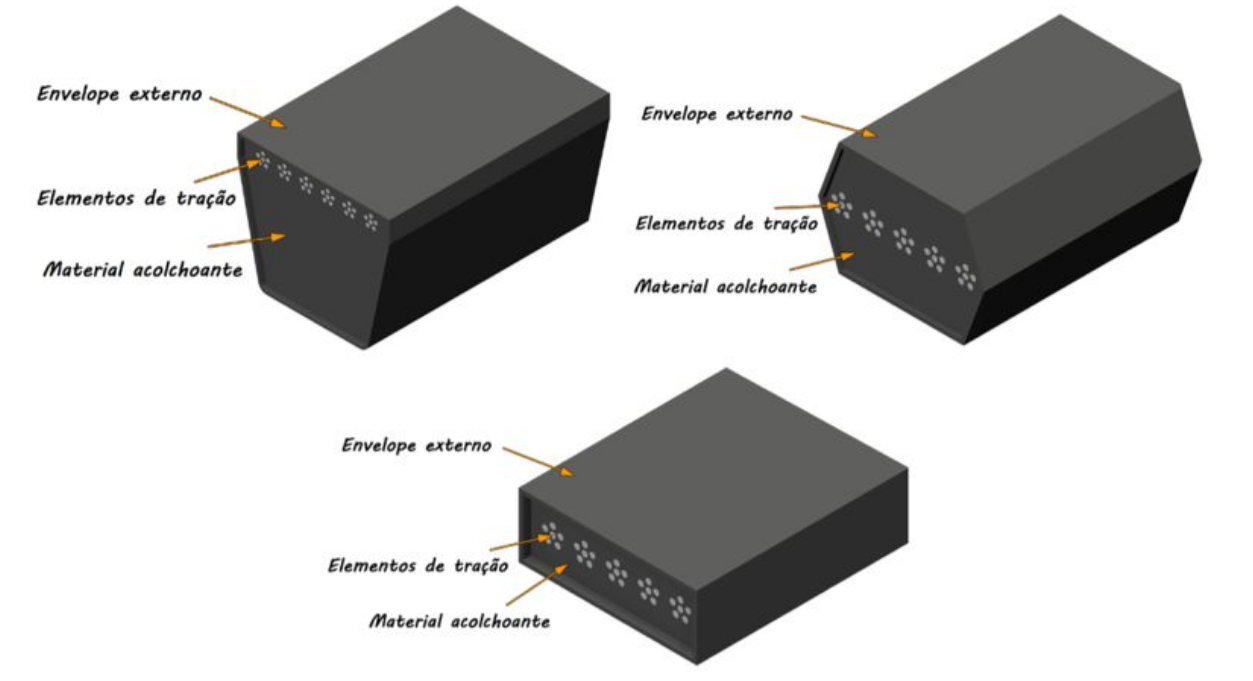 Envelope externo
Elementos de tração
Material acolchoante
Envelope externo
Elementos de tração
Material acolchoante
Envelope externo
Elementos de tração
Material acolchoante